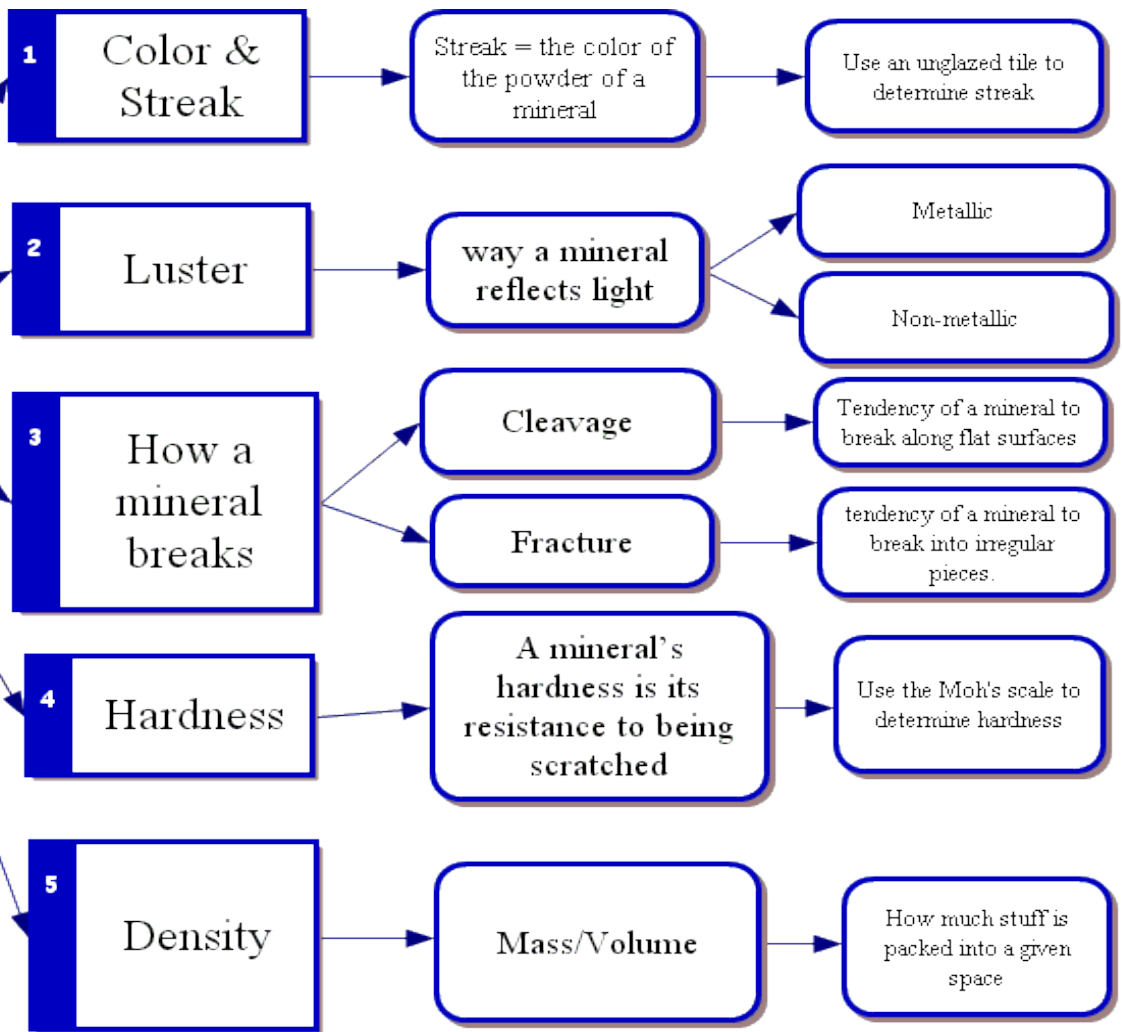 1
Color &
Streak
Streak = the color of
the powder of a
mineral
Use an unglazed tile to
determine streak
2
Luster
way a mineral
reflects light
Metallic
Non-metallic
3
How a
mineral
breaks
Cleavage
Tendency of a mineral to
break along flat surfaces
Fracture
tendency of a mineral to
break into irregular
pieces.
4
Hardness
A mineral's
hardness is its
resistance to being
scratched
Use the Moh's scale to
determine hardness
5
Density
Mass/Volume
How much stuff is
packed into a given
space